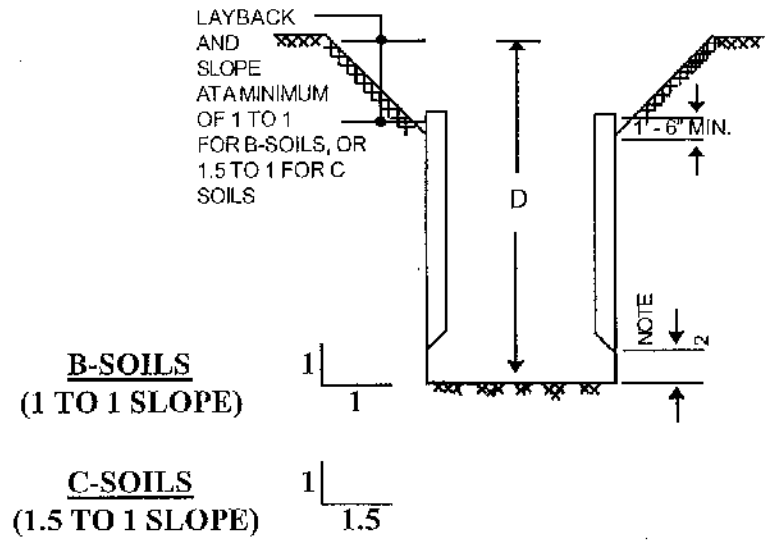 LAYBACK
AND
SLOPE
AT A MINIMUM
OF 1 TO 1
FOR B-SOILS, OR
1.5 TO 1 FOR C
SOILS
1' - 6" MIN.
D
NOTE
2
B-SOILS
(1 TO 1 SLOPE)
1
1
C-SOILS
(1.5 TO 1 SLOPE)
1
1.5